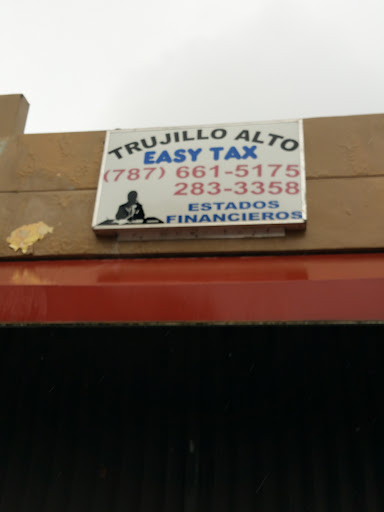 TRUJILLO ALTO
EASY TAX
(787) 661-5175
283-3358
ESTADOS
FINANCIEROS